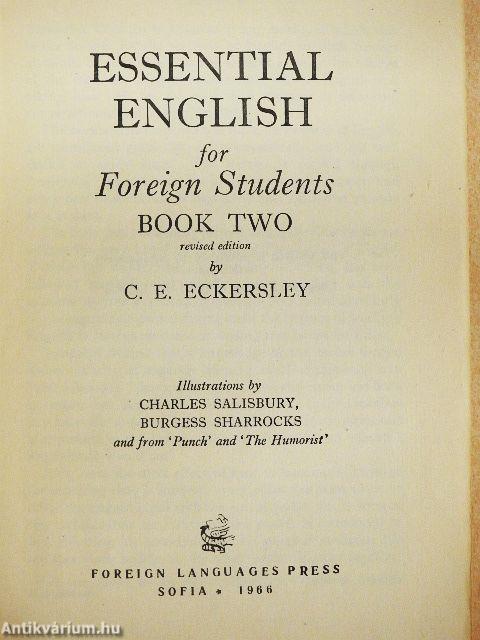 ESSENTIAL
ENGLISH
for
Foreign Students
BOOK TWO
revised edition
by
C. E. ECKERSLEY
Illustrations by
CHARLES SALISBURY,
BURGESS SHARROCKS
and from ‘Punch’ and ‘The Humorist’
FOREIGN LANGUAGES PRESS
SOFIA * 1966
Antikvárium.hu